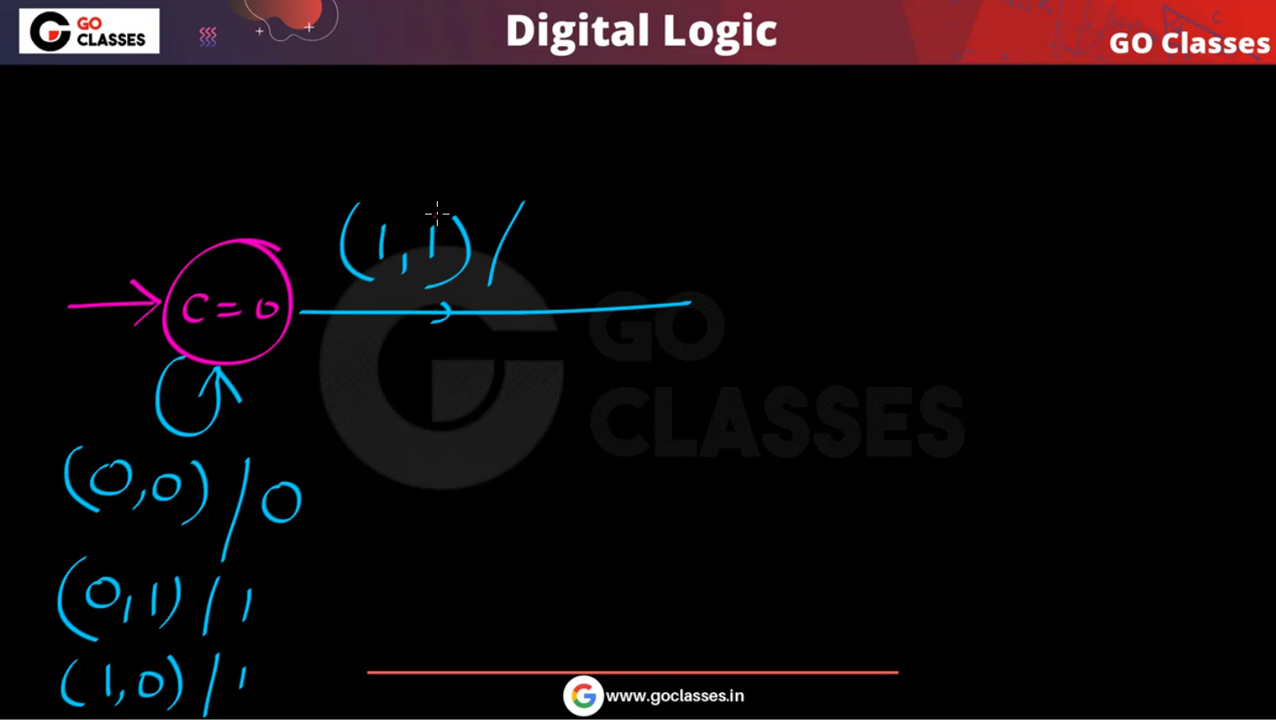 GO
CLASSES
Digital Logic
GO Classes
(1,1)/
C=0
GO
CLASSES
(0,0)/0
(0,1)/1
(1,0)/1
www.goclasses.in